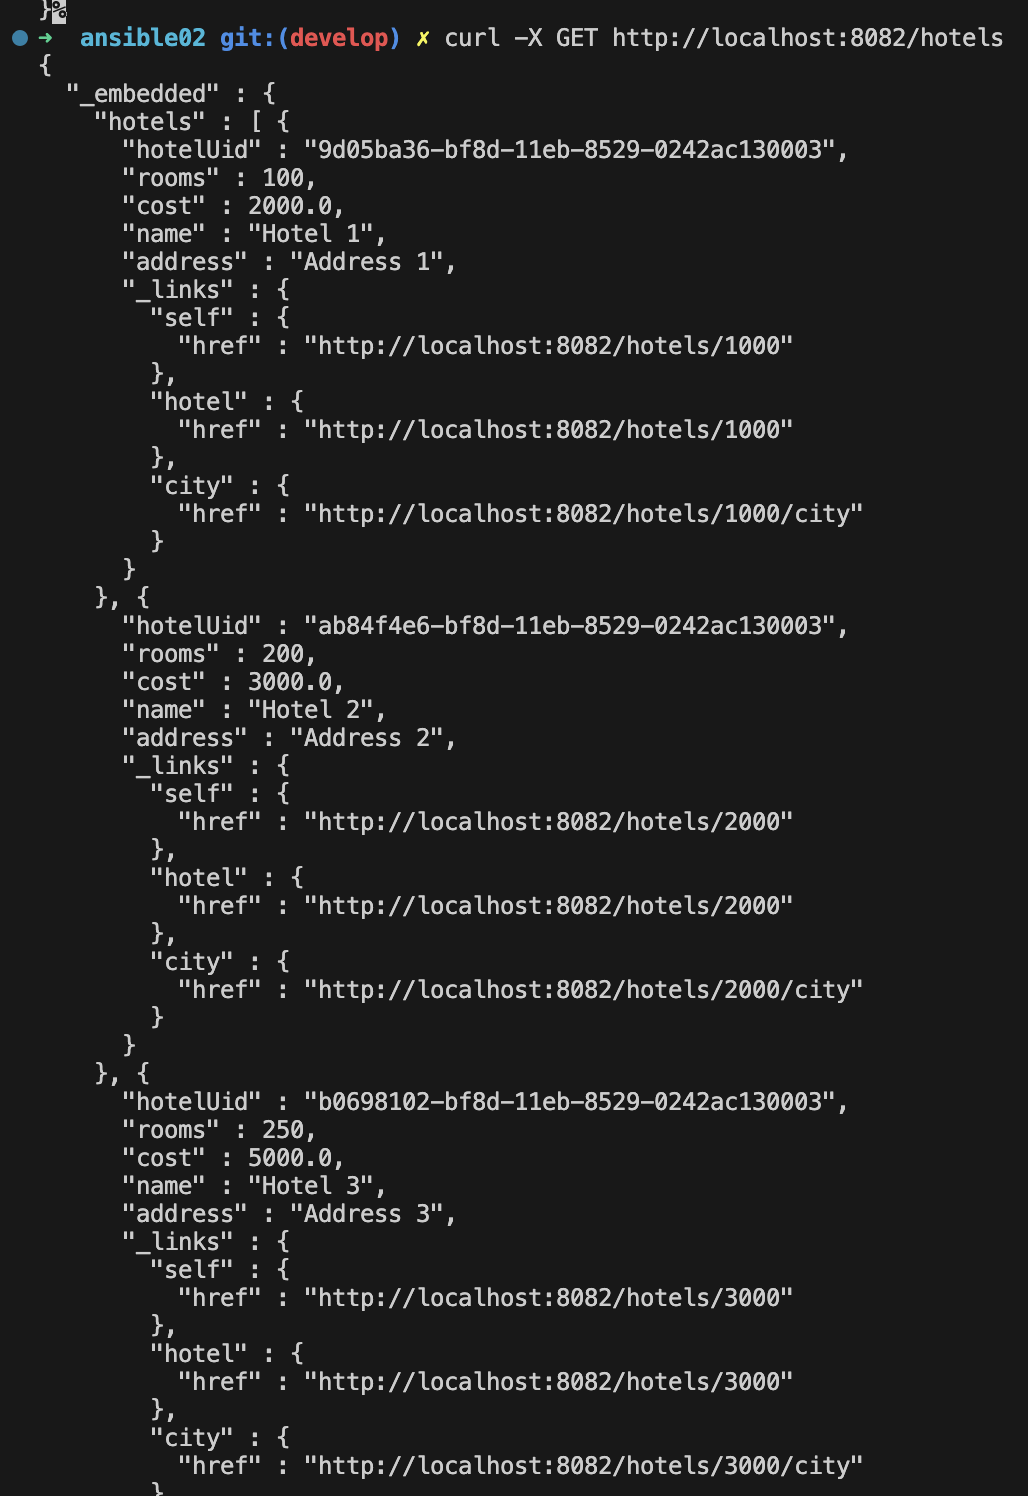 }%
➜  ansible02 git:(develop) ✗ curl -X GET http://localhost:8082/hotels
{
  "_embedded" : {
    "hotels" : [ {
      "hotelUid" : "9d05ba36-bf8d-11eb-8529-0242ac130003",
      "rooms" : 100,
      "cost" : 2000.0,
      "name" : "Hotel 1",
      "address" : "Address 1",
      "_links" : {
        "self" : {
          "href" : "http://localhost:8082/hotels/1000"
        },
        "hotel" : {
          "href" : "http://localhost:8082/hotels/1000"
        },
        "city" : {
          "href" : "http://localhost:8082/hotels/1000/city"
        }
      }
    }, {
      "hotelUid" : "ab84f4e6-bf8d-11eb-8529-0242ac130003",
      "rooms" : 200,
      "cost" : 3000.0,
      "name" : "Hotel 2",
      "address" : "Address 2",
      "_links" : {
        "self" : {
          "href" : "http://localhost:8082/hotels/2000"
        },
        "hotel" : {
          "href" : "http://localhost:8082/hotels/2000"
        },
        "city" : {
          "href" : "http://localhost:8082/hotels/2000/city"
        }
      }
    }, {
      "hotelUid" : "b0698102-bf8d-11eb-8529-0242ac130003",
      "rooms" : 250,
      "cost" : 5000.0,
      "name" : "Hotel 3",
      "address" : "Address 3",
      "_links" : {
        "self" : {
          "href" : "http://localhost:8082/hotels/3000"
        },
        "hotel" : {
          "href" : "http://localhost:8082/hotels/3000"
        },
        "city" : {
          "href" : "http://localhost:8082/hotels/3000/city"
        }